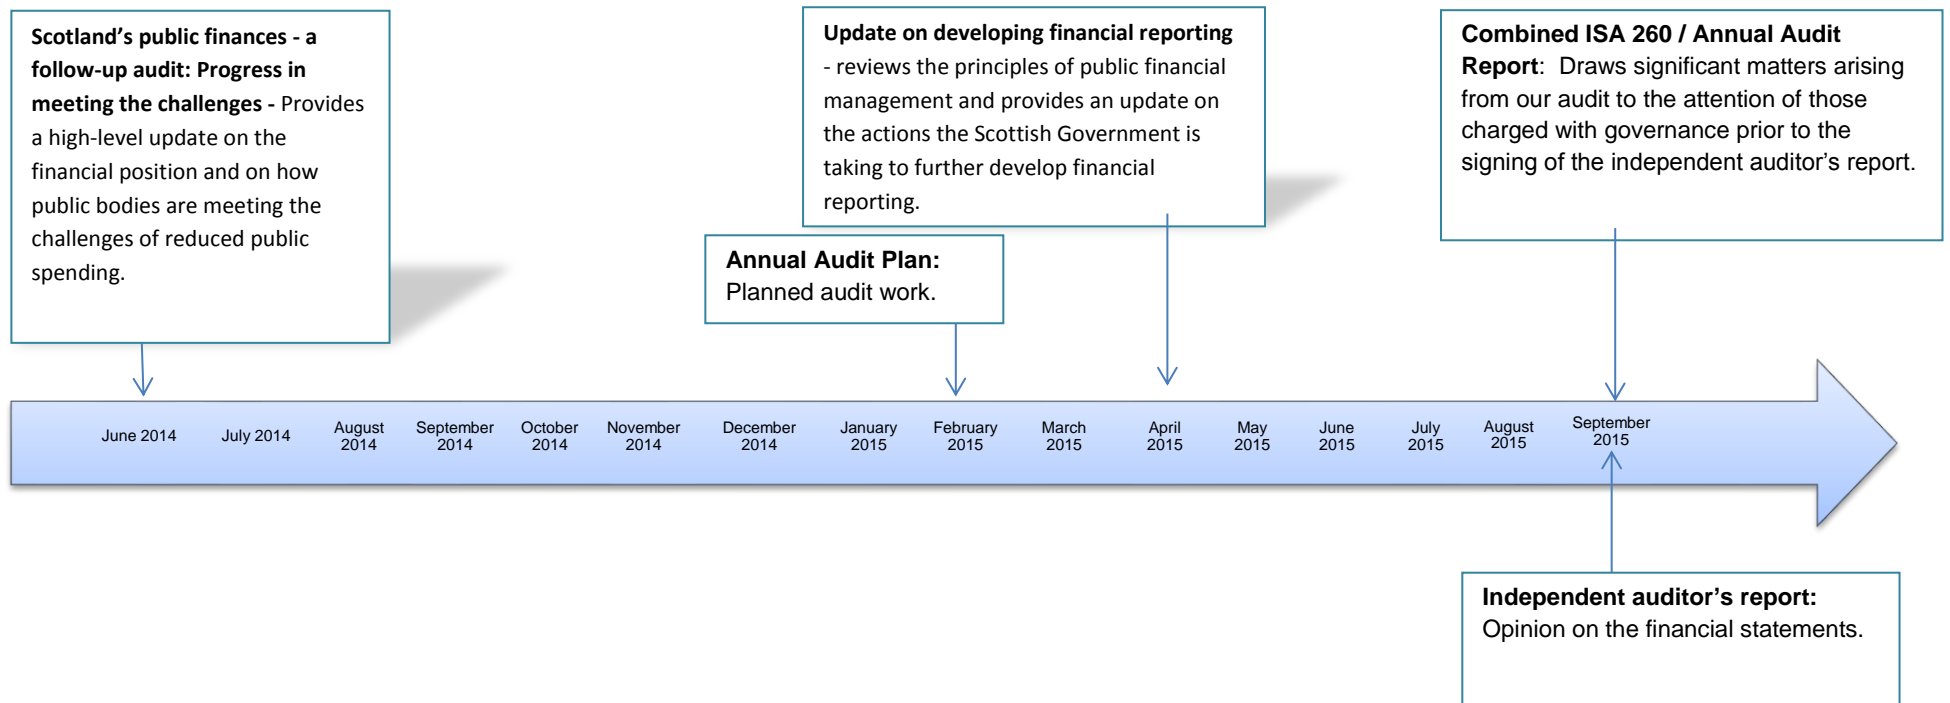 Scotland’s public finances - a
follow-up audit: Progress in
meeting the challenges - Provides
a high-level update on the
financial position and on how
public bodies are meeting the
challenges of reduced public
spending.
Update on developing financial reporting
- reviews the principles of public financial
management and provides an update on
the actions the Scottish Government is
taking to further develop financial
reporting.
Combined ISA 260 / Annual Audit
Report:  Draws significant matters arising
from our audit to the attention of those
charged with governance prior to the
signing of the independent auditor’s report.
Annual Audit Plan:
Planned audit work.
June 2014
July 2014
August
2014
September
2014
October
2014
November
2014
December
2014
January
2015
February
2015
March
2015
April
2015
May
2015
June
2015
July
2015
August
2015
September
2015
Independent auditor’s report:
Opinion on the financial statements.